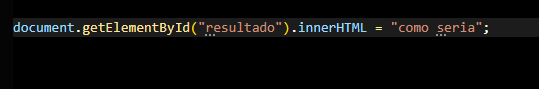 document.getElementById("resultado").innerHTML = "como seria";